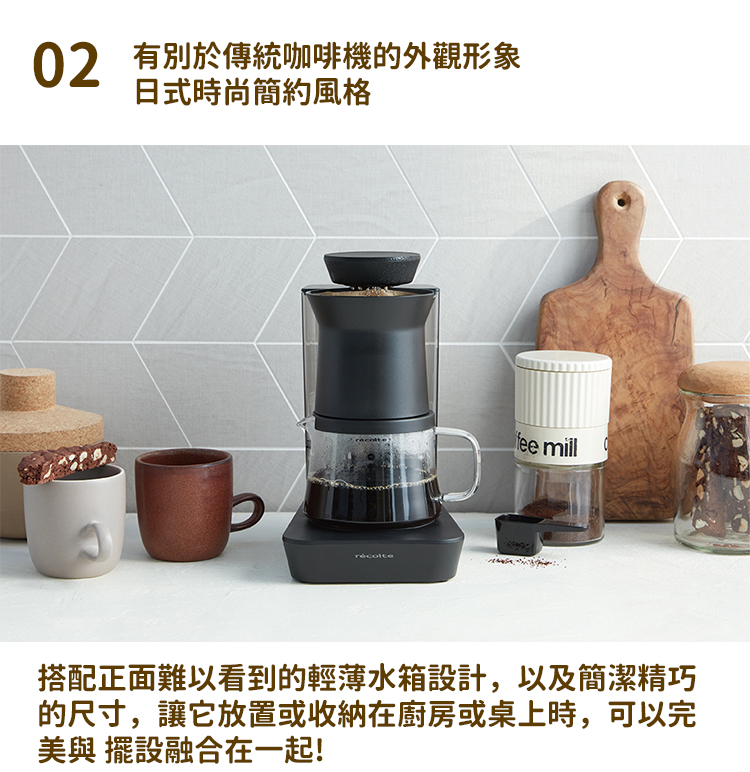 02
有別於傳統咖啡機的外觀形象
日式時尚簡約風格
récolte
fee mill
récolte
搭配正面難以看到的輕薄水箱設計，以及簡潔精巧
的尺寸，讓它放置或收納在廚房或桌上時，可以完
美與 擺設融合在一起!